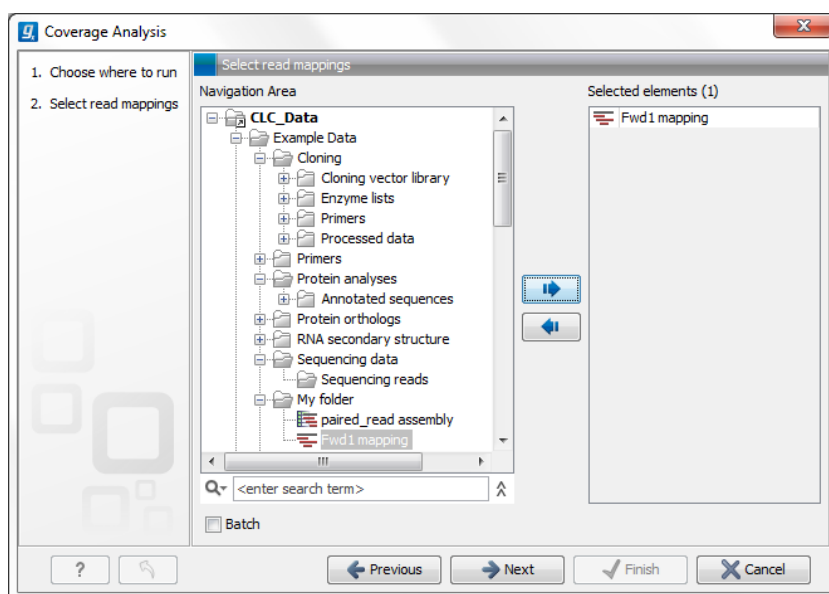 Coverage Analysis
1. Choose where to run
2. Select read mappings
Select read mappings
Navigation Area
CLC_Data
Example Data
Cloning
Cloning vector library
Enzyme lists
Primers
Processed data
Primers
Protein analyses
Annotated sequences
Protein orthologs
RNA secondary structure
Sequencing data
Sequencing reads
My folder
paired_read assembly
Fwd1 mapping
<enter search term>
Batch
Selected elements (1)
Fwd1 mapping
?
Previous
Next
Finish
Cancel